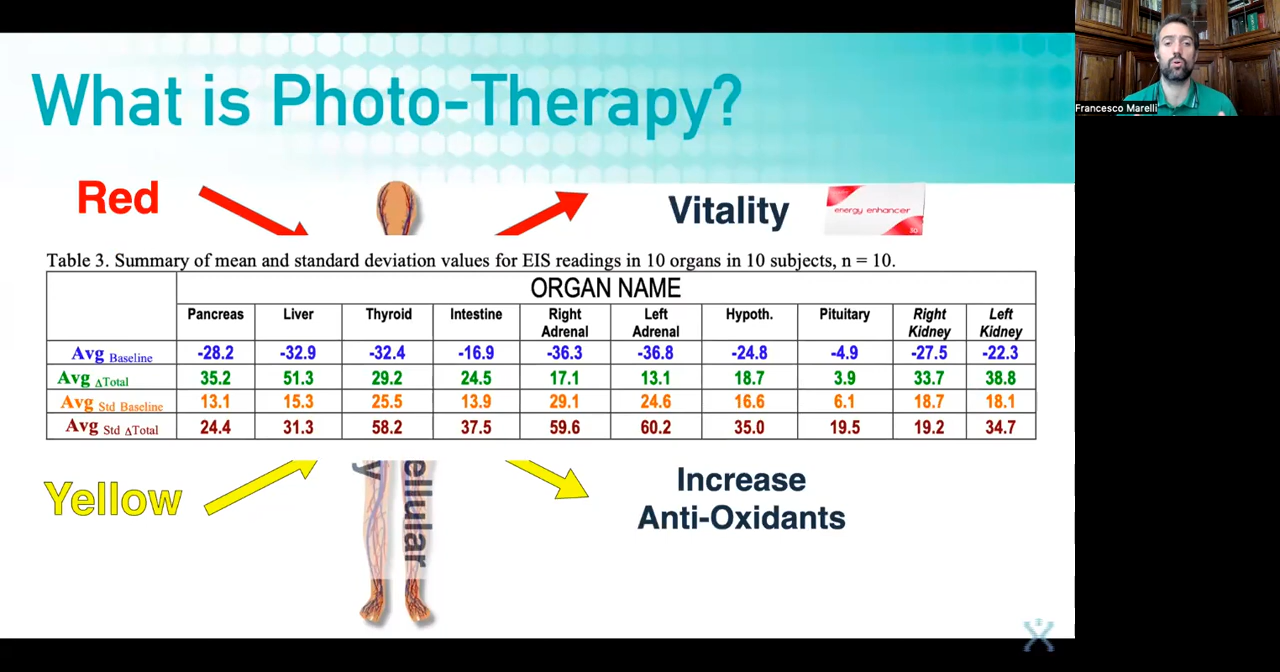 What is Photo-Therapy?
Francesco Marelli
Red
Vitality
energy enhancer
30
Table 3. Summary of mean and standard deviation values for EIS readings in 10 organs in 10 subjects, n = 10.
ORGAN NAME
Pancreas Liver Thyroid Intestine Right Adrenal Left Adrenal Hypoth. Pituitary Right Kidney Left Kidney
Avg Baseline -28.2 -32.9 -32.4 -16.9 -36.3 -36.8 -24.8 -4.9 -27.5 -22.3
Avg ΔTotal 35.2 51.3 29.2 24.5 17.1 13.1 18.7 3.9 33.7 38.8
Avg Std Baseline 13.1 15.3 25.5 13.9 29.1 24.6 16.6 6.1 18.7 18.1
Avg Std ΔTotal 24.4 31.3 58.2 37.5 59.6 60.2 35.0 19.5 19.2 34.7
y
ellular
Yellow
Increase
Anti-Oxidants